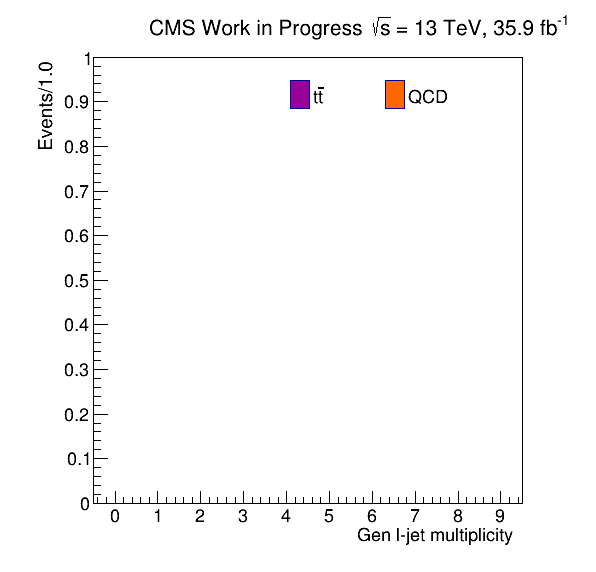 CMS Work in Progress √s = 13 TeV, 35.9 fb⁻¹
Events/1.0
1
0.9
0.8
0.7
0.6
0.5
0.4
0.3
0.2
0.1
0
tt̄
QCD
0 1 2 3 4 5 6 7 8 9
Gen l-jet multiplicity